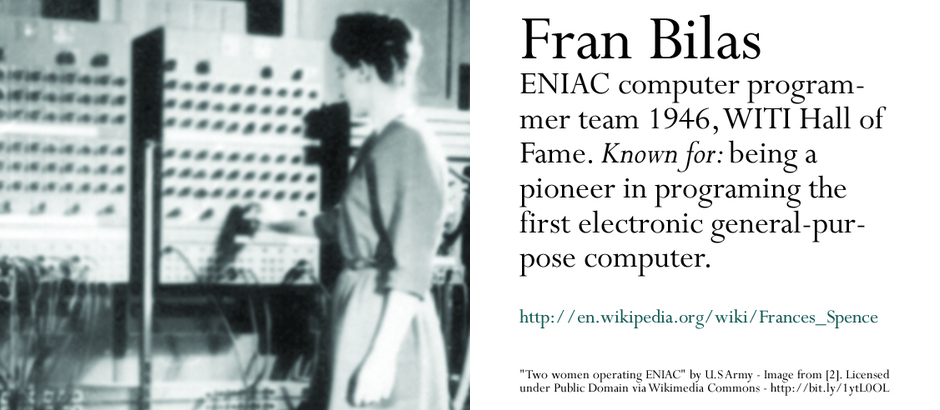 Fran Bilas
ENIAC computer program-
mer team 1946, WITI Hall of
Fame. Known for: being a
pioneer in programing the
first electronic general-pur-
pose computer.
http://en.wikipedia.org/wiki/Frances_Spence
"Two women operating ENIAC" by U.S Army - Image from [2]. Licensed
under Public Domain via Wikimedia Commons - http://bit.ly/1ytL0OL